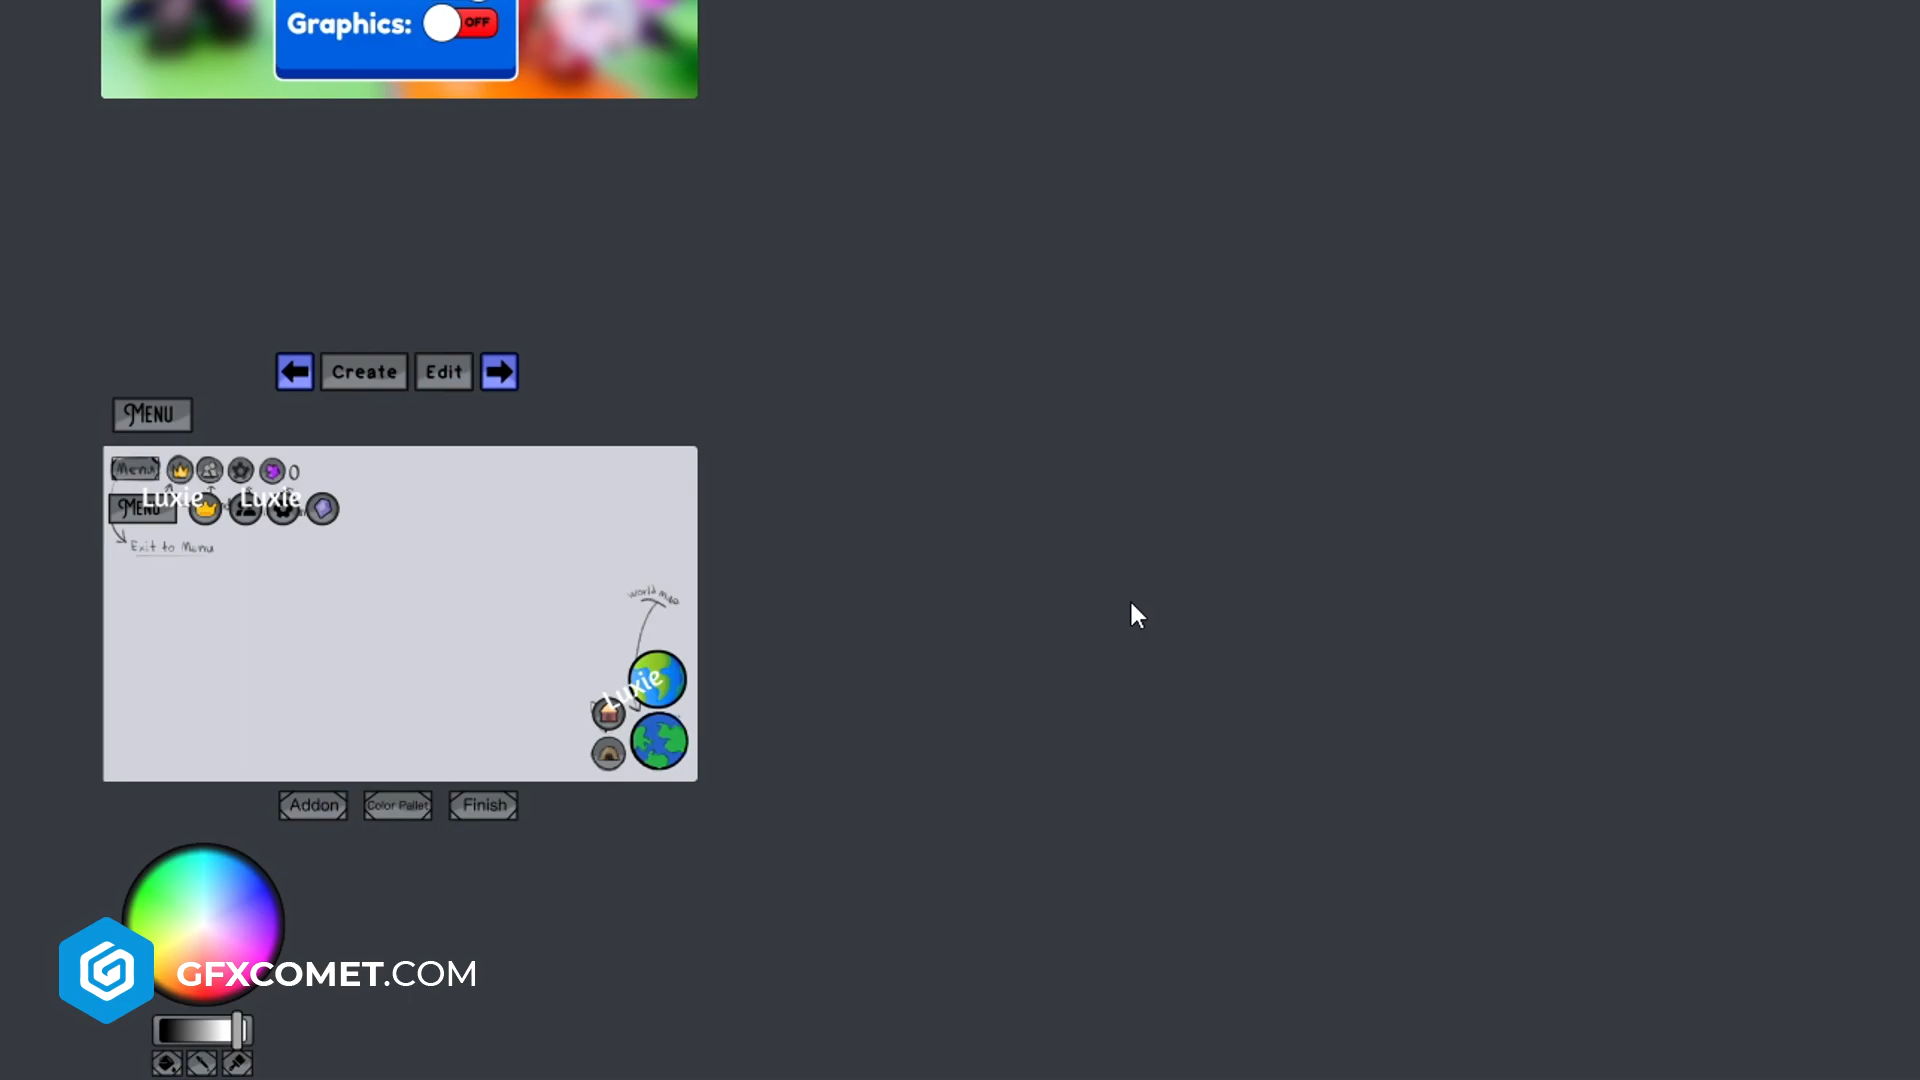 Graphics: OFF
Create Edit
MENU
Menu 0
Luxie Luxie
MENU
Exit to Menu
world map
Luxie
Addon Color Pallet Finish
GFXCOMET.COM